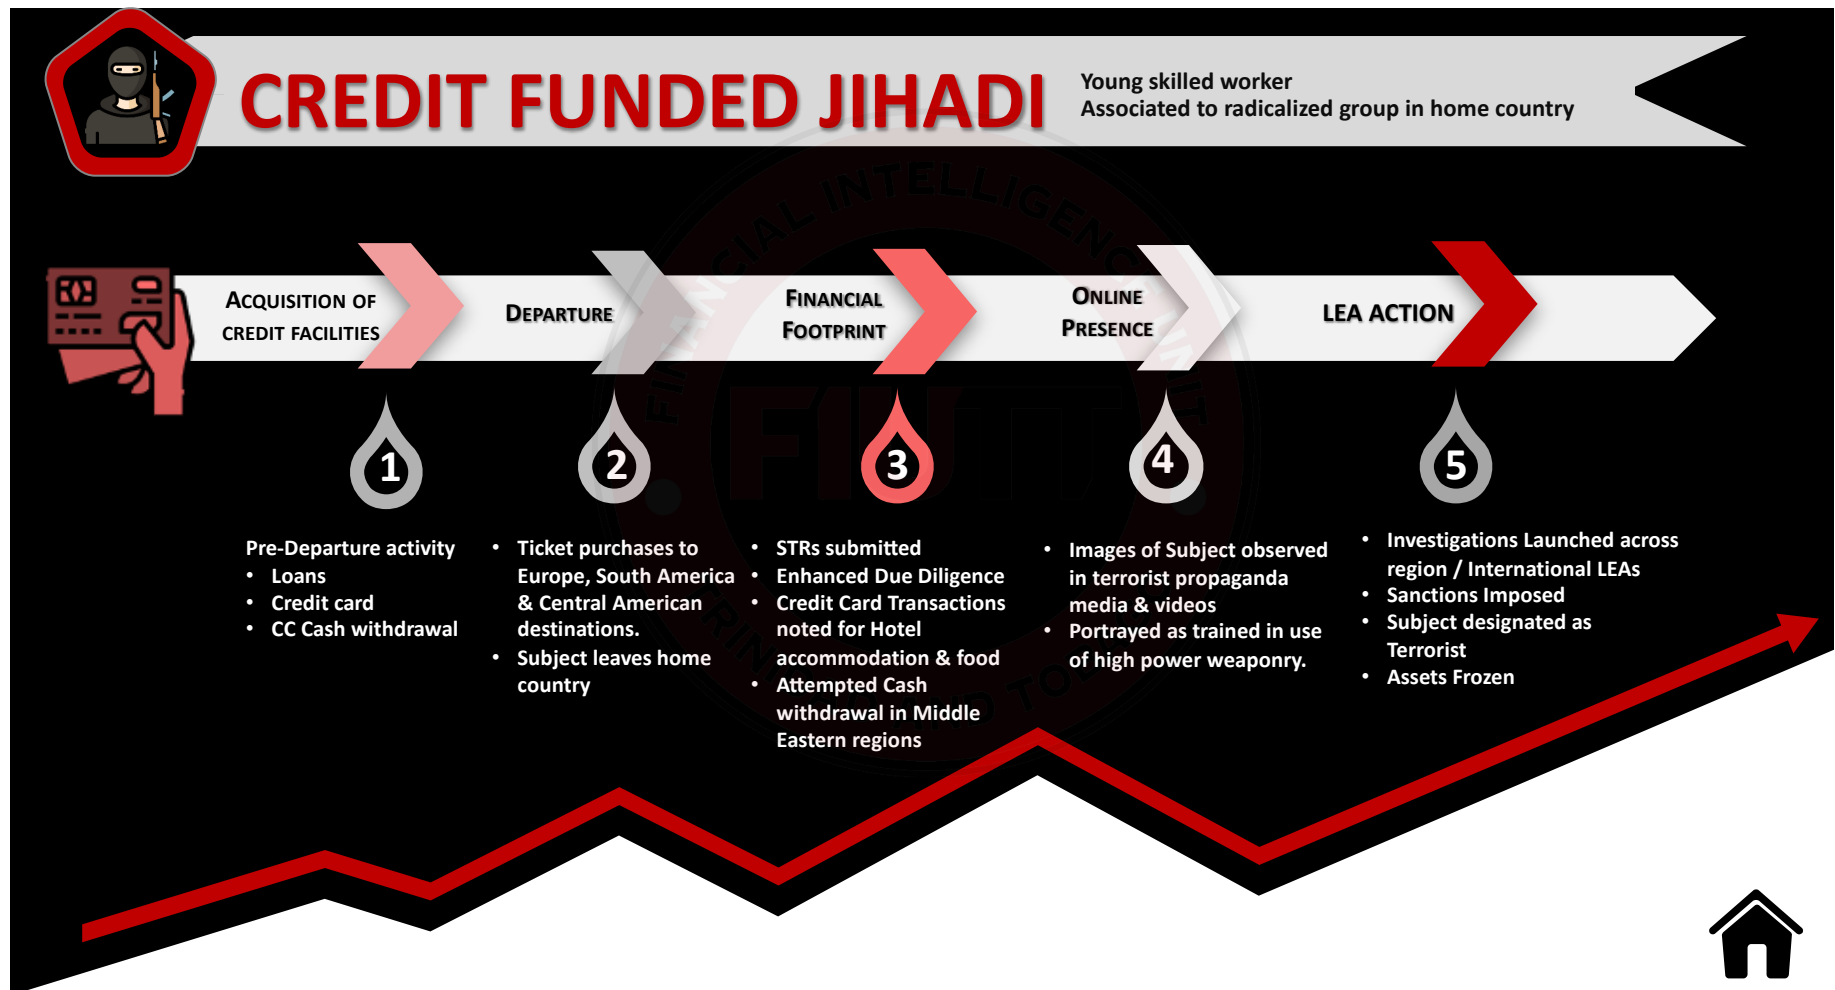 CREDIT FUNDED JIHADI
Young skilled worker
Associated to radicalized group in home country
ACQUISITION OF
CREDIT FACILITIES
DEPARTURE
FINANCIAL
FOOTPRINT
ONLINE
PRESENCE
LEA ACTION
1
2
3
4
5
Pre-Departure activity
• Loans
• Credit card
• CC Cash withdrawal
• Ticket purchases to
Europe, South America
& Central American
destinations.
• Subject leaves home
country
• STRs submitted
• Enhanced Due Diligence
• Credit Card Transactions
noted for Hotel
accommodation & food
• Attempted Cash
withdrawal in Middle
Eastern regions
• Images of Subject observed
in terrorist propaganda
media & videos
• Portrayed as trained in use
of high power weaponry.
• Investigations Launched across
region / International LEAs
• Sanctions Imposed
• Subject designated as
Terrorist
• Assets Frozen
FINANCIAL INTELLIGENCE UNIT
FIUTT